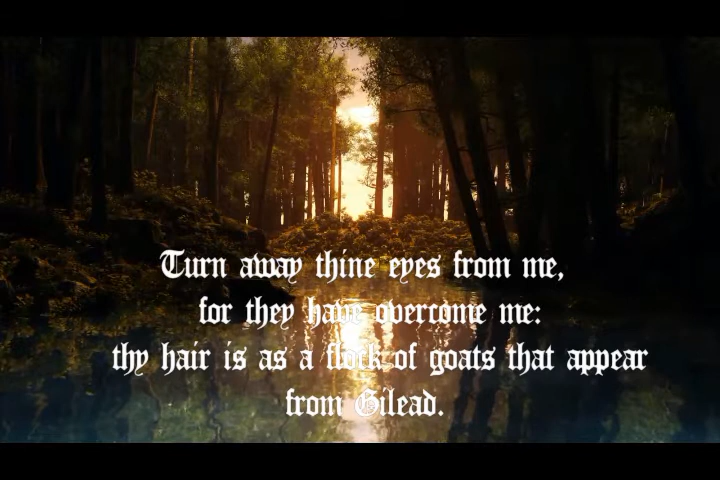 Turn away thine eyes from me,
for they have overcome me:
thy hair is as a flock of goats that appear
from Gilead.